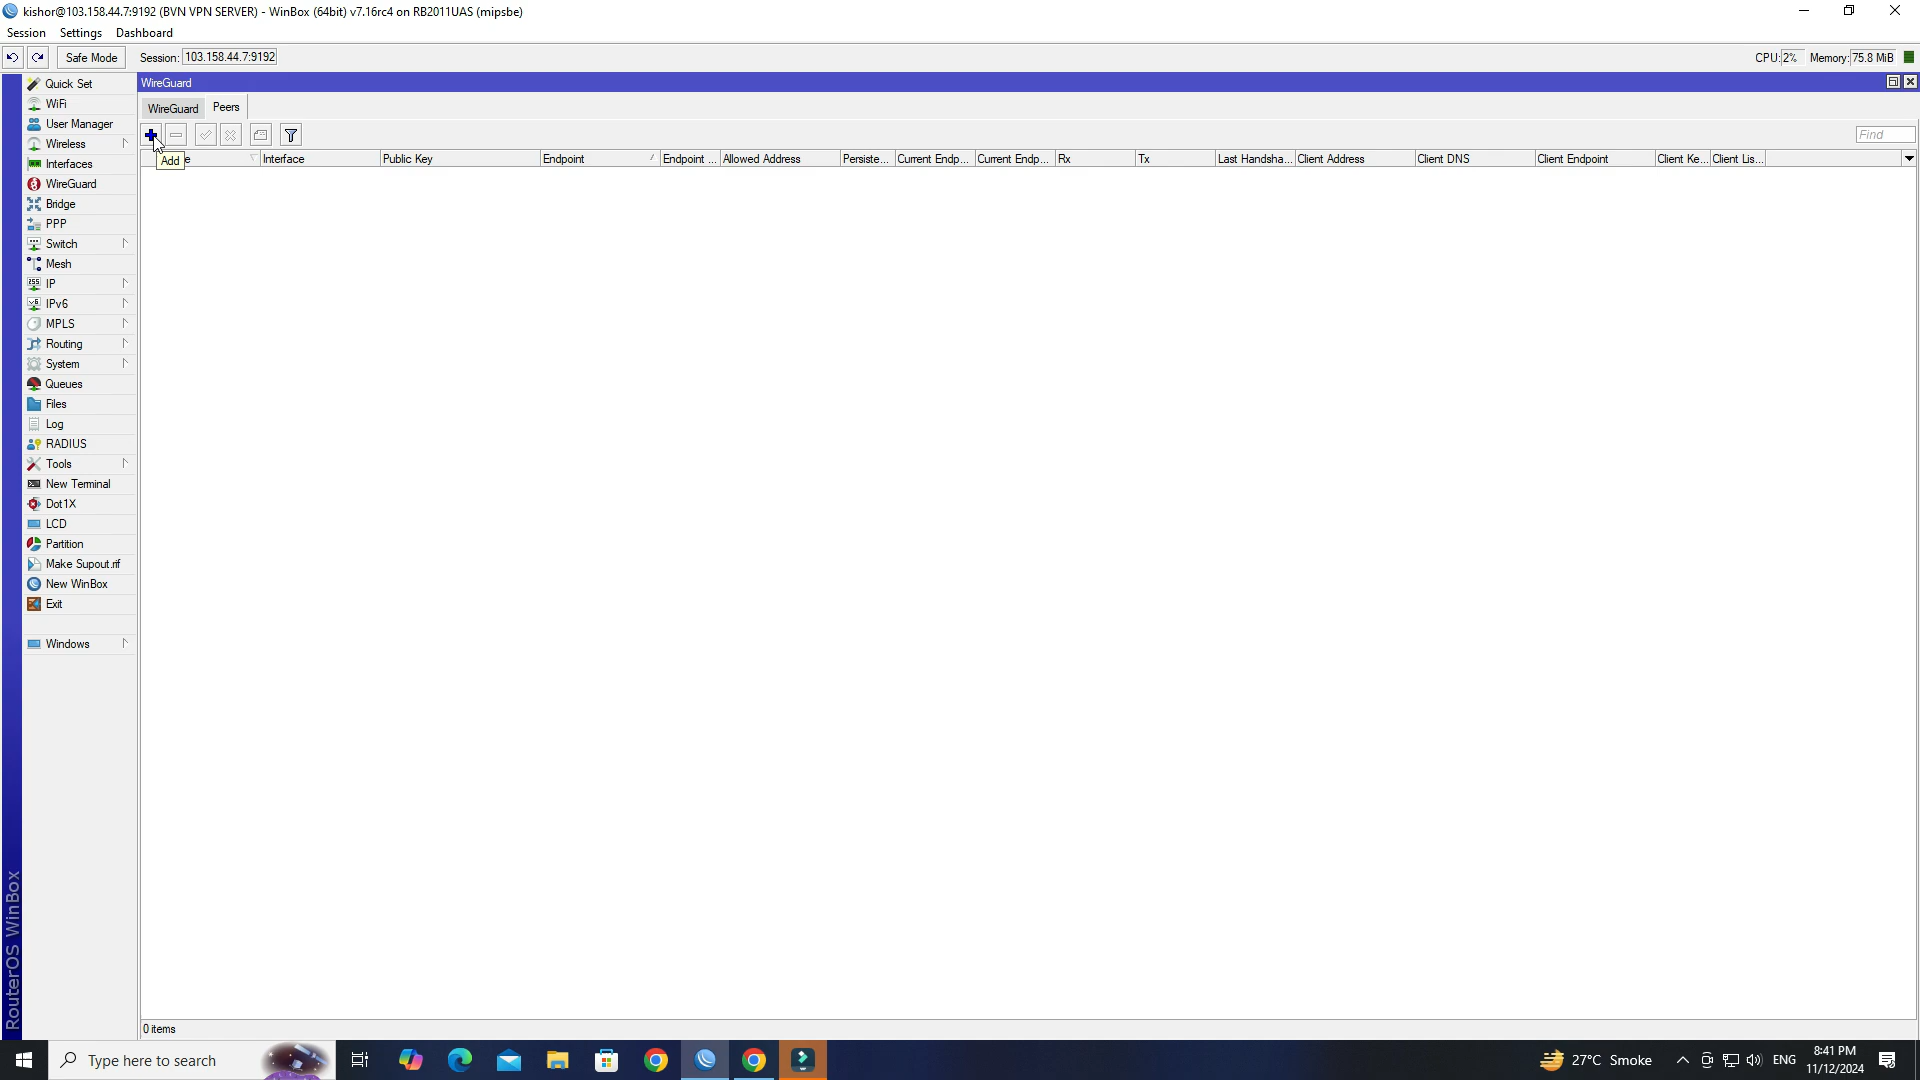 kishor@103.158.44.7:9192 (BVN VPN SERVER) - WinBox (64bit) v7.16rc4 on RB2011UAS (mipsbe)
Session Settings Dashboard
Safe Mode Session: 103.158.44.7:9192 CPU: 2% Memory: 75.8 MiB
Quick Set
WiFi
User Manager
Wireless
Interfaces
WireGuard
Bridge
PPP
Switch
Mesh
IP
IPv6
MPLS
Routing
System
Queues
Files
Log
RADIUS
Tools
New Terminal
Dot1X
LCD
Partition
Make Supout.rif
New WinBox
Exit
Windows
RouterOS WinBox
WireGuard
WireGuard Peers
Find
Add
e Interface Public Key Endpoint Endpoint ... Allowed Address Persiste... Current Endp... Current Endp... Rx Tx Last Handsha... Client Address Client DNS Client Endpoint Client Ke... Client Lis...
0 items
Type here to search
27°C Smoke
ENG
8:41 PM
11/12/2024